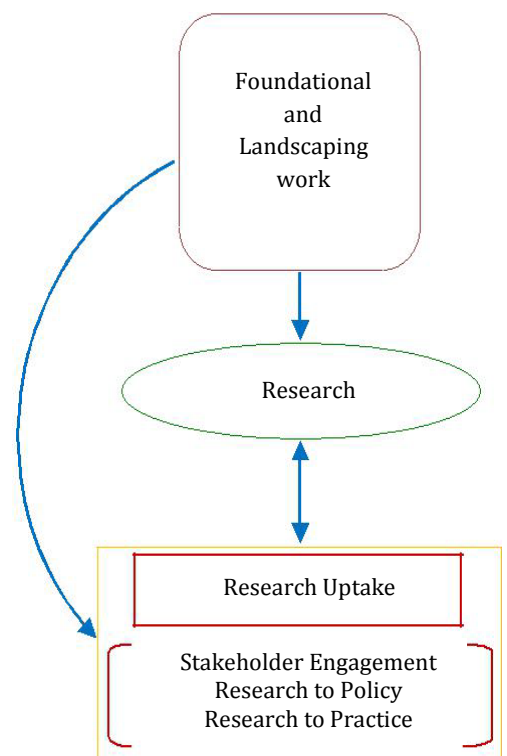 Foundational
and
Landscaping
work
Research
Research Uptake
Stakeholder Engagement
Research to Policy
Research to Practice